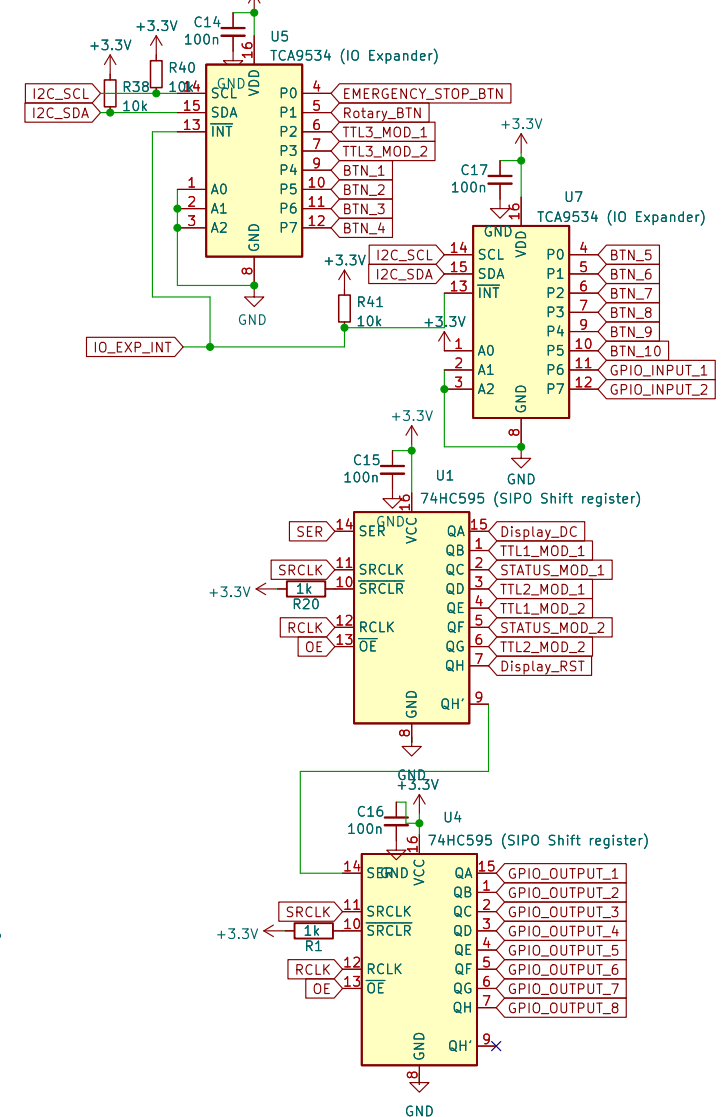 C14
100n
+3.3V
+3.3V
U5
TCA9534 (IO Expander)
16
VDD
GND
R40
10k
R38
10k
I2C_SCL
I2C_SDA
14 SCL
15 SDA
13 INT
1 A0
2 A1
3 A2
GND
8
GND
P0 4 EMERGENCY_STOP_BTN
P1 5 Rotary_BTN
P2 6 TTL3_MOD_1
P3 7 TTL3_MOD_2
P4 9 BTN_1
P5 10 BTN_2
P6 11 BTN_3
P7 12 BTN_4
+3.3V
R41
10k
IO_EXP_INT
+3.3V
C17
100n
GND
16
VDD
U7
TCA9534 (IO Expander)
I2C_SCL 14 SCL
I2C_SDA 15 SDA
13 INT
+3.3V
1 A0
2 A1
3 A2
GND
8
GND
P0 4 BTN_5
P1 5 BTN_6
P2 6 BTN_7
P3 7 BTN_8
P4 9 BTN_9
P5 10 BTN_10
P6 11 GPIO_INPUT_1
P7 12 GPIO_INPUT_2
+3.3V
C15
100n
GND
16
VCC
U1
74HC595 (SIPO Shift register)
SER 14 SER
SRCLK 11 SRCLK
+3.3V 1k 10 SRCLR
R20
RCLK 12 RCLK
OE 13 OE
GND
8
GND
QA 15 Display_DC
QB 1 TTL1_MOD_1
QC 2 STATUS_MOD_1
QD 3 TTL2_MOD_1
QE 4 TTL1_MOD_2
QF 5 STATUS_MOD_2
QG 6 TTL2_MOD_2
QH 7 Display_RST
QH' 9
+3.3V
C16
100n
GND
16
VCC
U4
74HC595 (SIPO Shift register)
14 SER
SRCLK 11 SRCLK
+3.3V 1k 10 SRCLR
R1
RCLK 12 RCLK
OE 13 OE
GND
8
GND
QA 15 GPIO_OUTPUT_1
QB 1 GPIO_OUTPUT_2
QC 2 GPIO_OUTPUT_3
QD 3 GPIO_OUTPUT_4
QE 4 GPIO_OUTPUT_5
QF 5 GPIO_OUTPUT_6
QG 6 GPIO_OUTPUT_7
QH 7 GPIO_OUTPUT_8
QH' 9